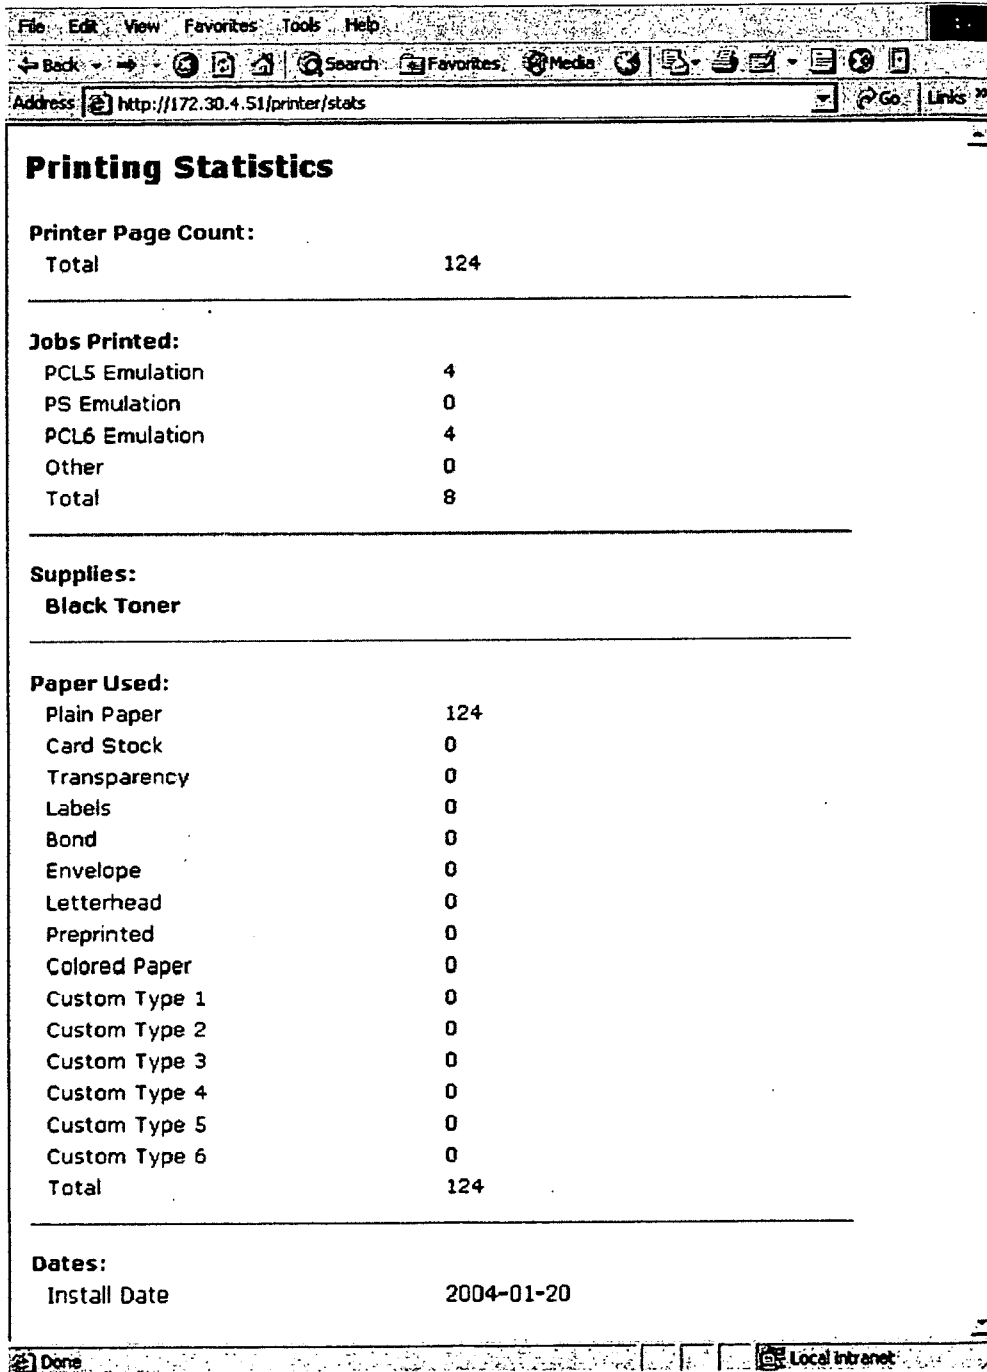 File Edit View Favorites Tools Help
Back Search Favorites Media
Address http://172.30.4.51/printer/stats Go Links »
Printing Statistics
Printer Page Count:
Total 124
Jobs Printed:
PCL5 Emulation 4
PS Emulation 0
PCL6 Emulation 4
Other 0
Total 8
Supplies:
Black Toner
Paper Used:
Plain Paper 124
Card Stock 0
Transparency 0
Labels 0
Bond 0
Envelope 0
Letterhead 0
Preprinted 0
Colored Paper 0
Custom Type 1 0
Custom Type 2 0
Custom Type 3 0
Custom Type 4 0
Custom Type 5 0
Custom Type 6 0
Total 124
Dates:
Install Date 2004-01-20
Done Local intranet